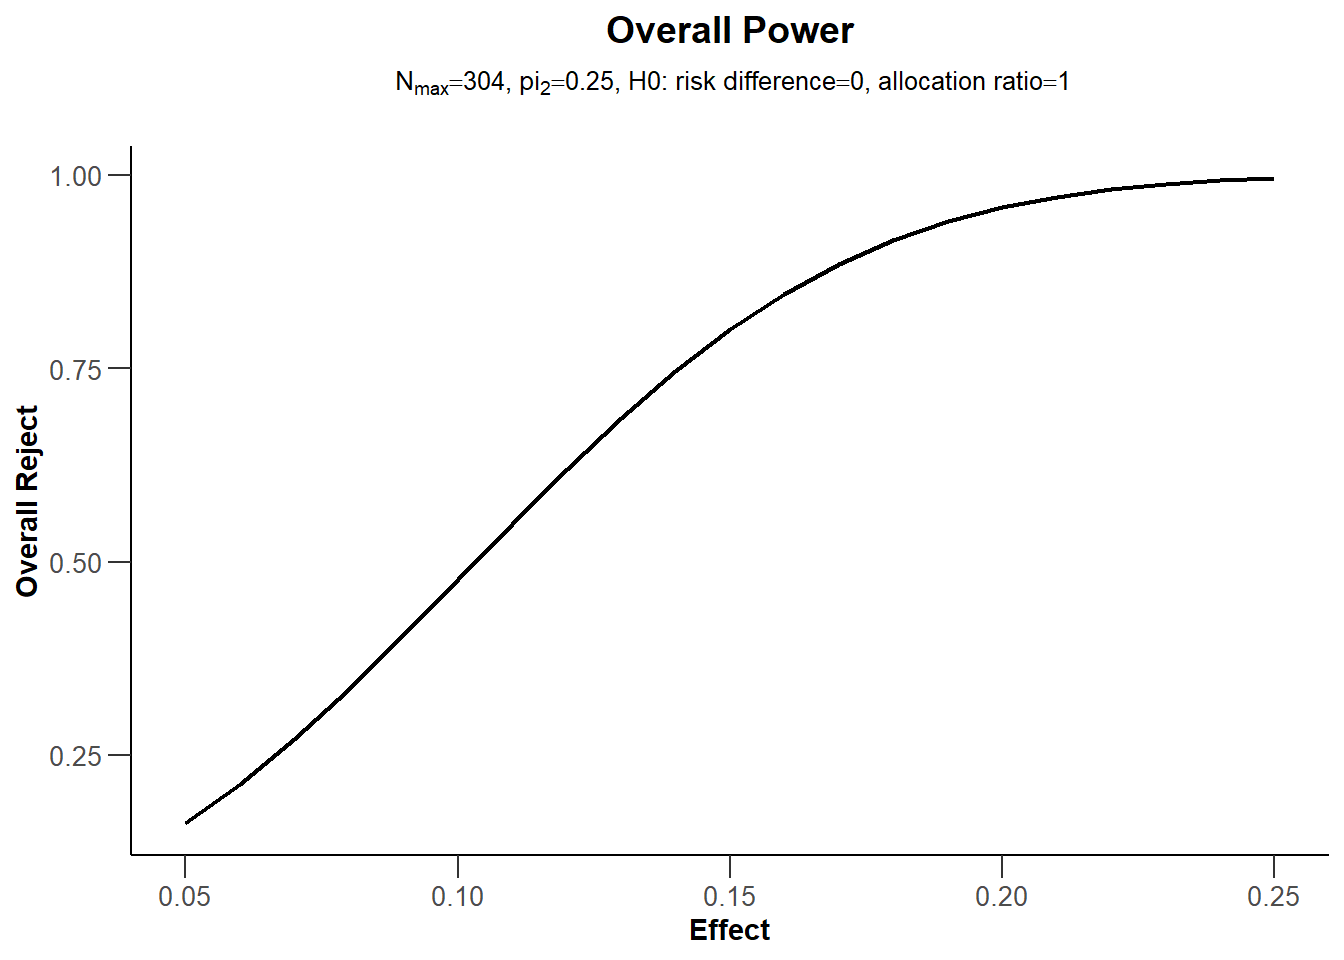 Overall Power
Nmax=304, pi2=0.25, H0: risk difference=0, allocation ratio=1
1.00
0.75
0.50
0.25
Overall Reject
0.05 0.10 0.15 0.20 0.25
Effect